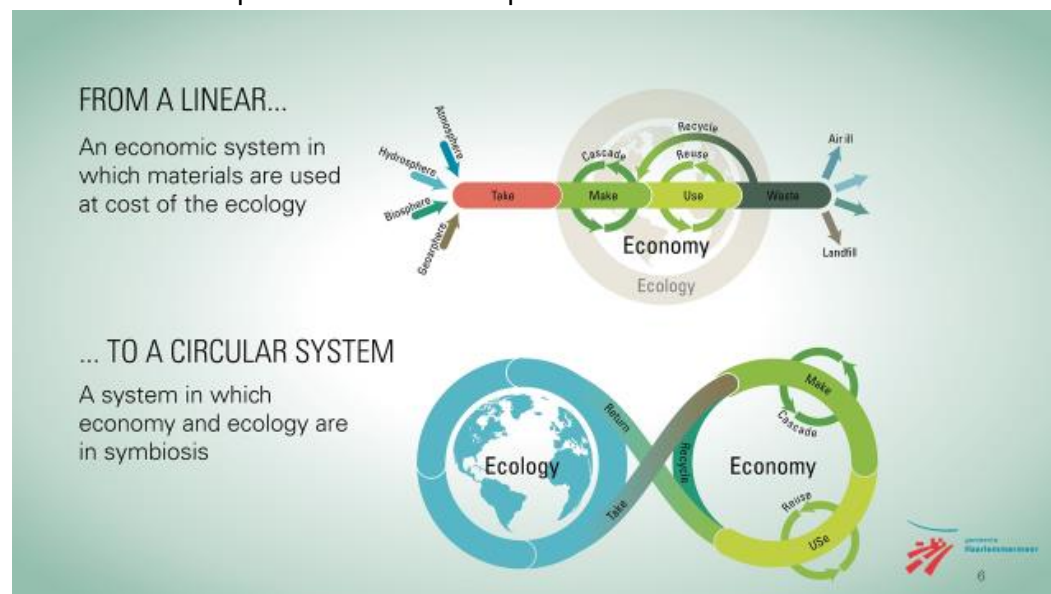 FROM A LINEAR...
An economic system in
which materials are used
at cost of the ecology
Atmosphere
Hydrosphere
Biosphere
Take
Cascade
Make
Recycle
Reuse
Use
Waste
Air ill
Landfill
Economy
Ecology
... TO A CIRCULAR SYSTEM
A system in which
economy and ecology are
in symbiosis
Ecology
Return
Take
Recycle
Economy
Make
Cascade
Reuse
USe
gemeente
Haarlemmermeer
6